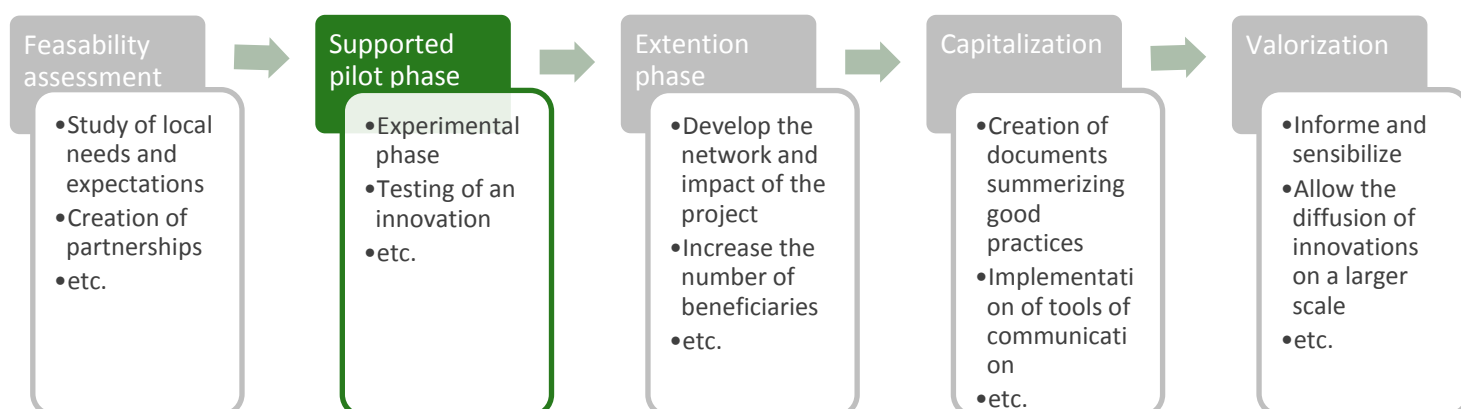 Feasability
assessment
•Study of local
needs and
expectations
•Creation of
partnerships
•etc.
Supported
pilot phase
•Experimental
phase
•Testing of an
innovation
•etc.
Extention
phase
•Develop the
network and
impact of the
project
•Increase the
number of
beneficiaries
•etc.
Capitalization
•Creation of
documents
summerizing
good
practices
•Implementati
on of tools of
communicati
on
•etc.
Valorization
•Informe and
sensibilize
•Allow the
diffusion of
innovations
on a larger
scale
•etc.